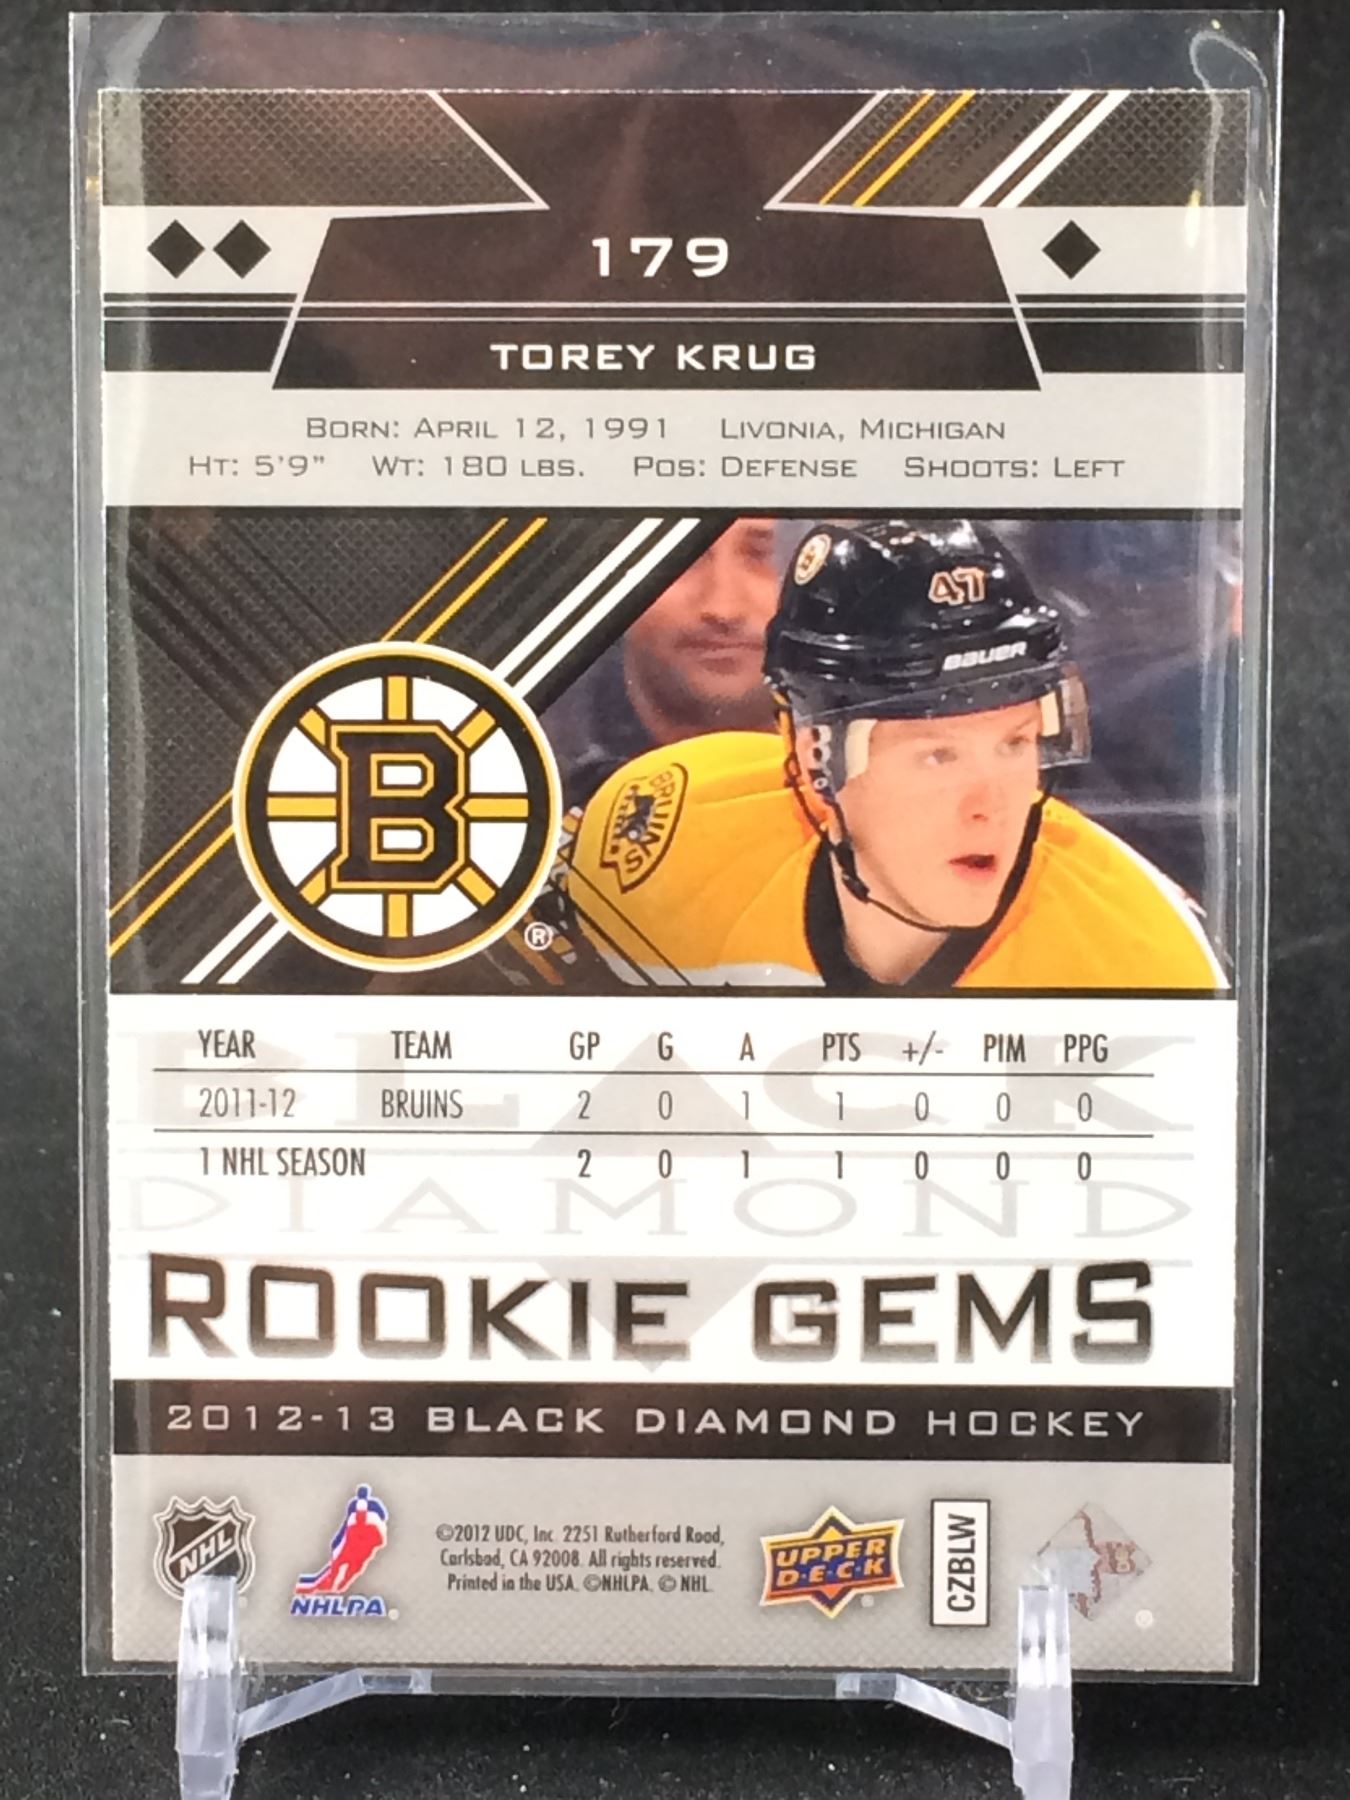 179
TOREY KRUG
BORN: APRIL 12, 1991 LIVONIA, MICHIGAN
HT: 5'9" WT: 180 LBS. POS: DEFENSE SHOOTS: LEFT
47
BAUER
BRUINS
B
®
BLACK
DIAMOND
YEAR TEAM GP G A PTS +/- PIM PPG
2011-12 BRUINS 2 0 1 1 0 0 0
1 NHL SEASON 2 0 1 1 0 0 0
ROOKIE GEMS
2012-13 BLACK DIAMOND HOCKEY
NHL
NHLPA
©2012 UDC, Inc. 2251 Rutherford Road,
Carlsbad, CA 92008. All rights reserved.
Printed in the USA. ©NHLPA. © NHL.
UPPER
D·E·C·K
CZBLW
®